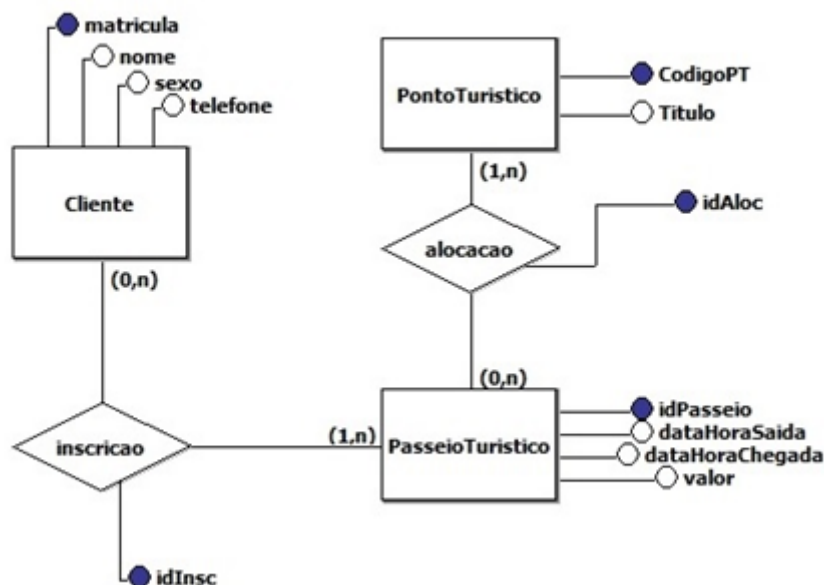 matricula
nome
sexo
telefone
Cliente
(0,n)
PontoTuristico
CodigoPT
Titulo
(1,n)
idAloc
alocacao
(0,n)
inscricao
(1,n)
PasseioTuristico
idPasseio
dataHoraSaida
dataHoraChegada
valor
idInsc